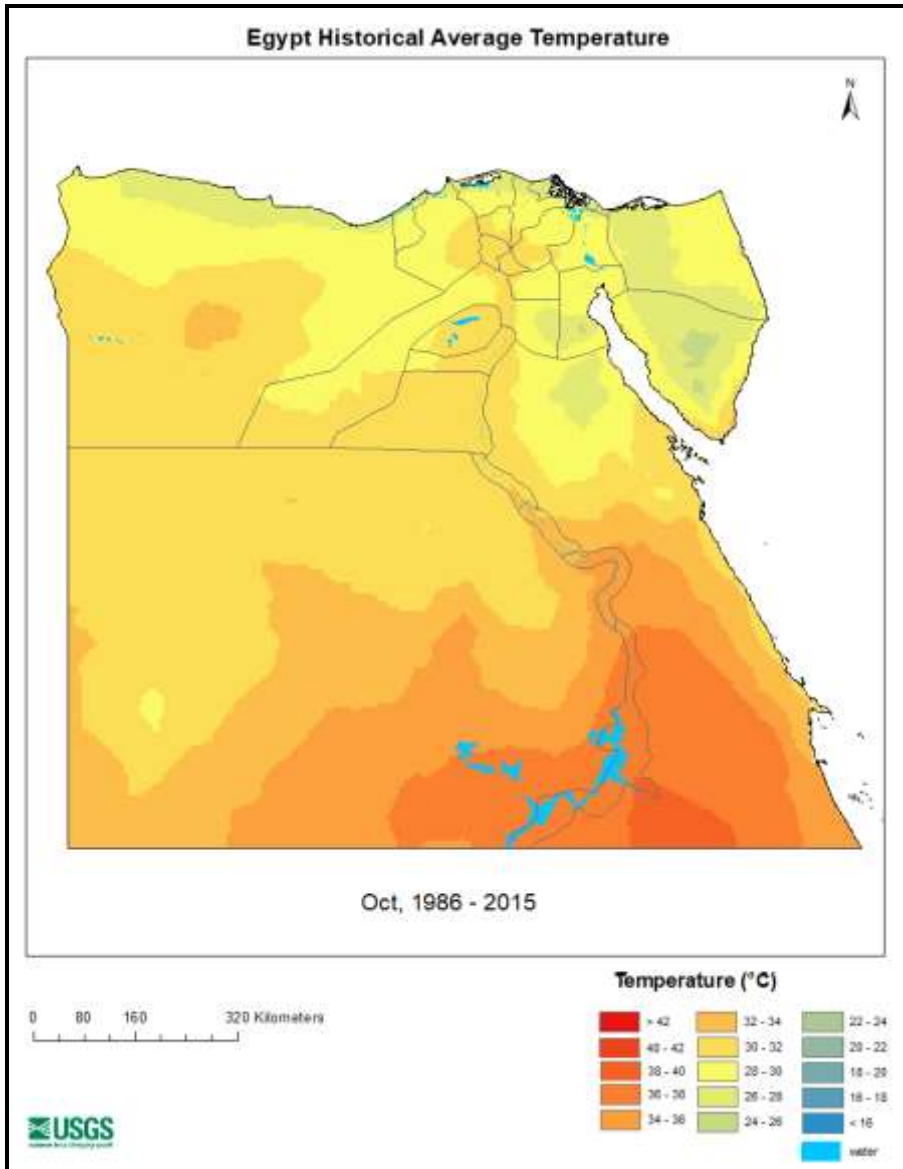 Egypt Historical Average Temperature
N
Oct, 1986 - 2015
Temperature (°C)
0 80 160 320 Kilometers
> 42
40 - 42
38 - 40
36 - 38
34 - 36
32 - 34
30 - 32
28 - 30
26 - 28
24 - 26
22 - 24
20 - 22
18 - 20
16 - 18
< 16
water
USGS